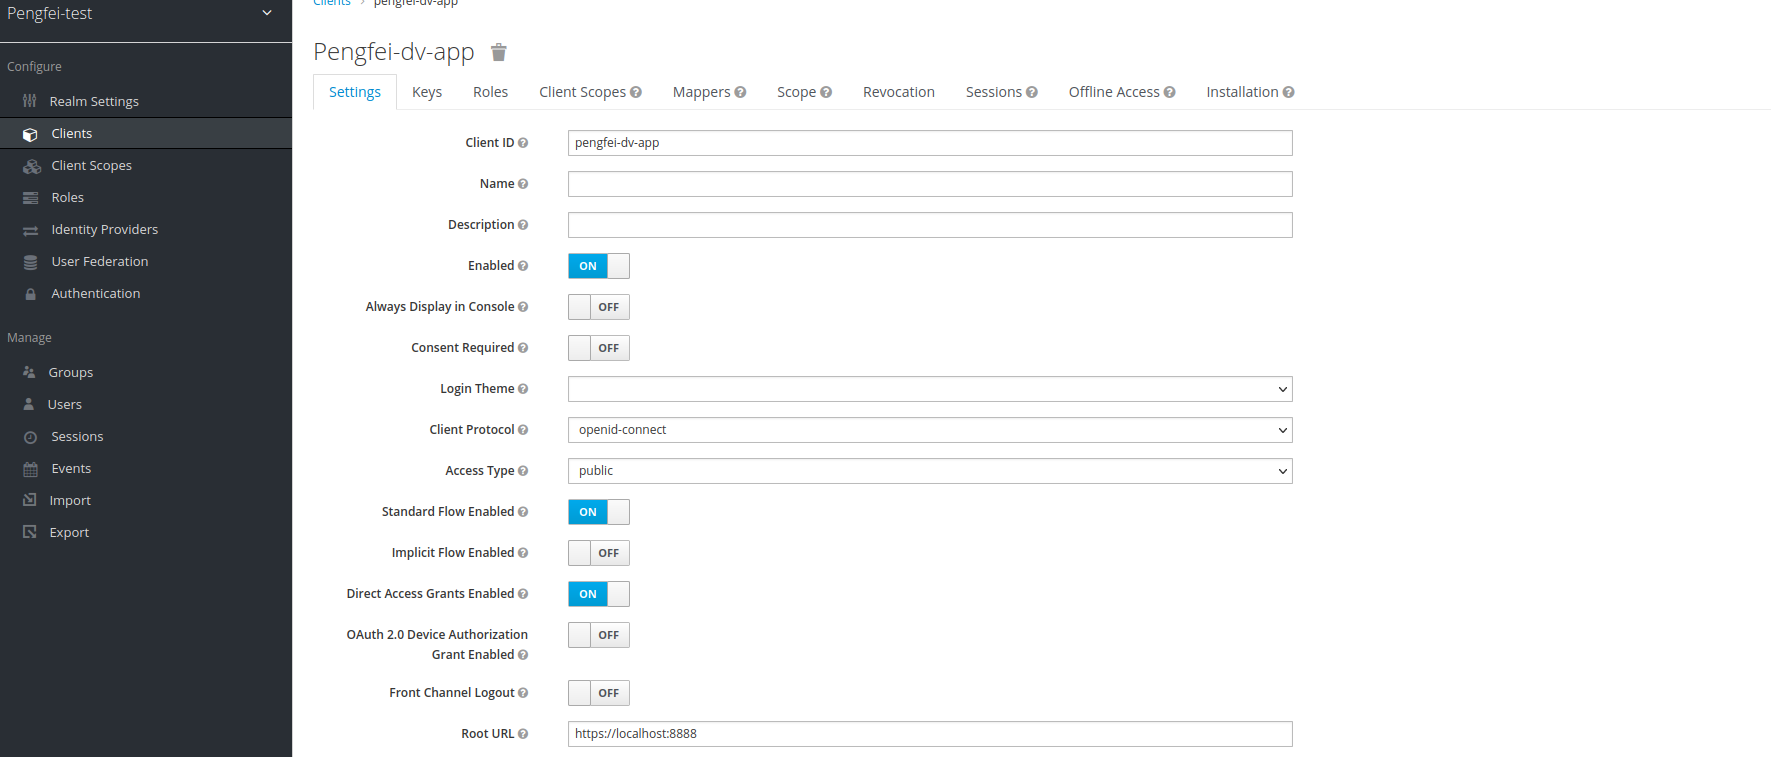 Pengfei-test
Configure
Realm Settings
Clients
Client Scopes
Roles
Identity Providers
User Federation
Authentication
Manage
Groups
Users
Sessions
Events
Import
Export
Clients > pengfei-dv-app
Pengfei-dv-app
Settings Keys Roles Client Scopes Mappers Scope Revocation Sessions Offline Access Installation
Client ID pengfei-dv-app
Name
Description
Enabled ON
Always Display in Console OFF
Consent Required OFF
Login Theme
Client Protocol openid-connect
Access Type public
Standard Flow Enabled ON
Implicit Flow Enabled OFF
Direct Access Grants Enabled ON
OAuth 2.0 Device Authorization OFF
Grant Enabled
Front Channel Logout OFF
Root URL https://localhost:8888